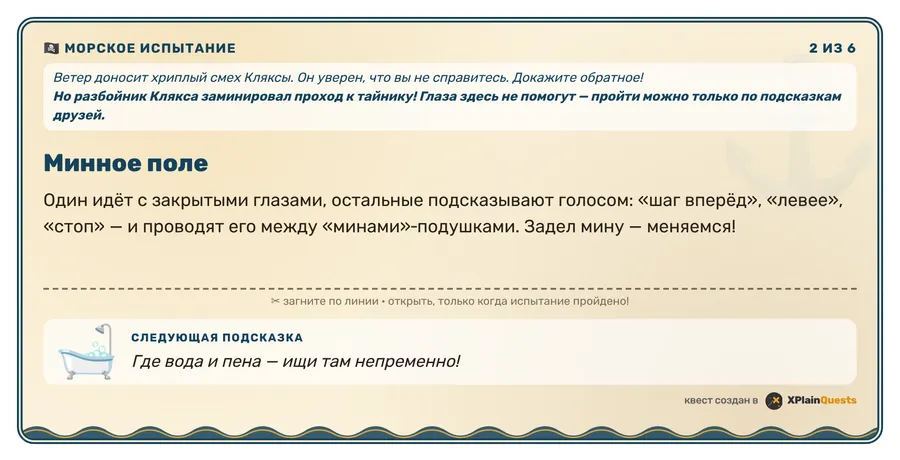 🏴‍☠️ МОРСКОЕ ИСПЫТАНИЕ
2 ИЗ 6
Ветер доносит хриплый смех Кляксы. Он уверен, что вы не справитесь. Докажите обратное!
Но разбойник Клякса заминировал проход к тайнику! Глаза здесь не помогут — пройти можно только по подсказкам
друзей.
Минное поле
Один идёт с закрытыми глазами, остальные подсказывают голосом: «шаг вперёд», «левее»,
«стоп» — и проводят его между «минами»-подушками. Задел мину — меняемся!
✂ загните по линии • открыть, только когда испытание пройдено!
СЛЕДУЮЩАЯ ПОДСКАЗКА
Где вода и пена — ищи там непременно!
квест создан в XPlainQuests